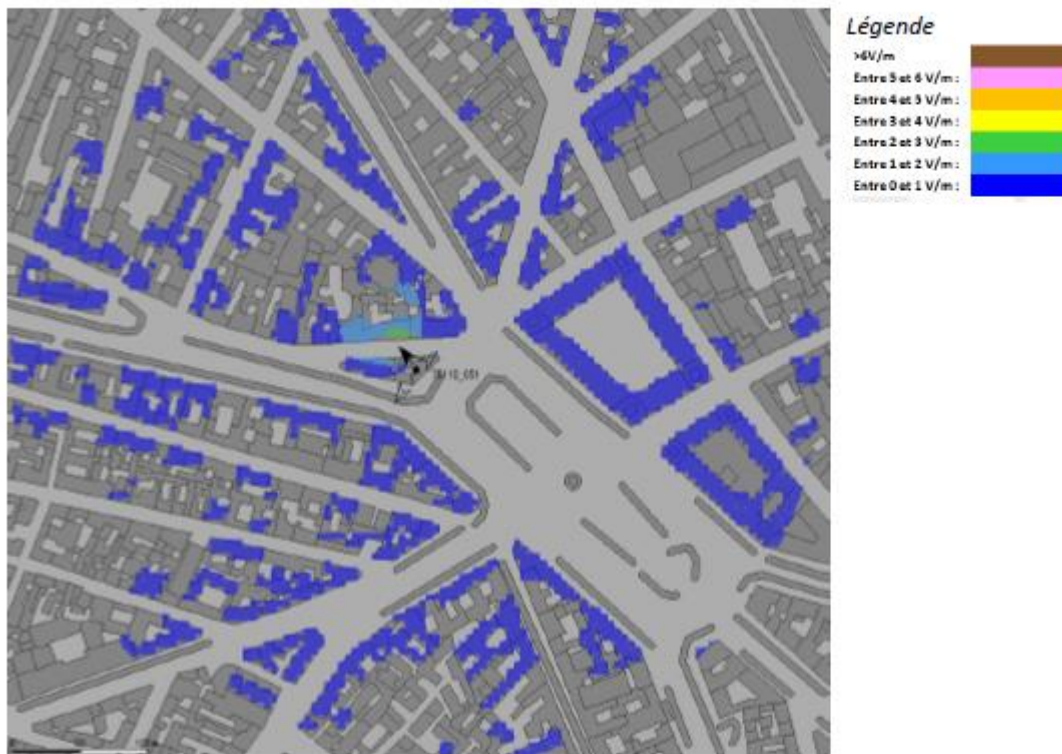 Légende
>6V/m
Entre 5 et 6 V/m :
Entre 4 et 5 V/m :
Entre 3 et 4 V/m :
Entre 2 et 3 V/m :
Entre 1 et 2 V/m :
Entre 0 et 1 V/m :